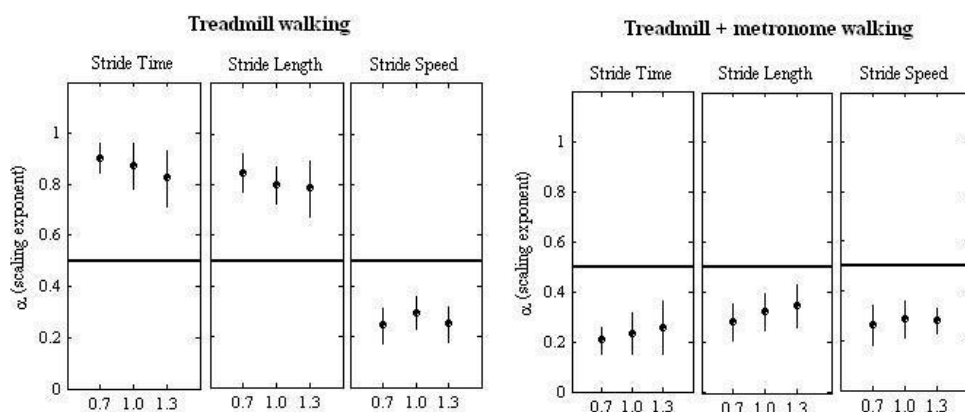 Treadmill walking
Stride Time Stride Length Stride Speed
α (scaling exponent)
1
0.8
0.6
0.4
0.2
0
0.7 1.0 1.3 0.7 1.0 1.3 0.7 1.0 1.3
Treadmill + metronome walking
Stride Time Stride Length Stride Speed
α (scaling exponent)
1
0.8
0.6
0.4
0.2
0
0.7 1.0 1.3 0.7 1.0 1.3 0.7 1.0 1.3